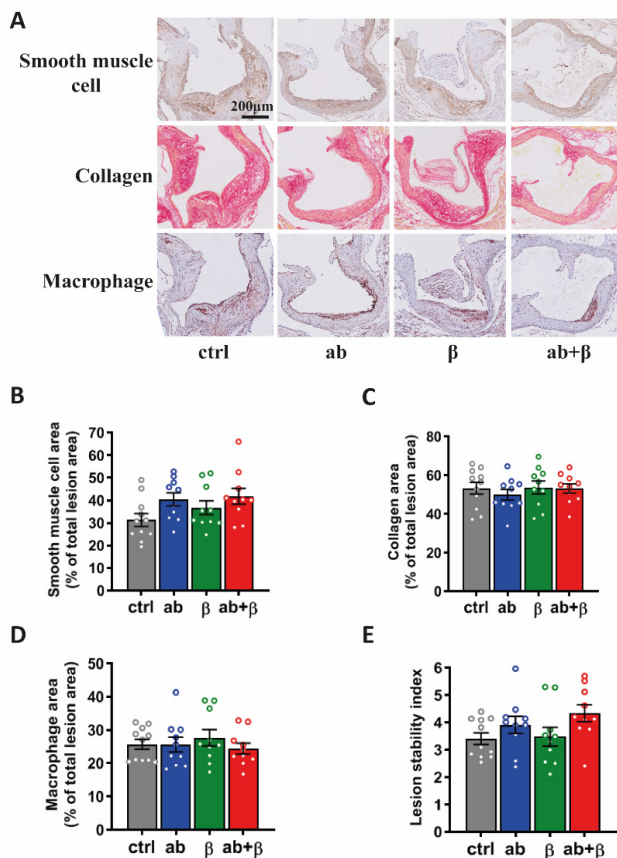 A
Smooth muscle
cell
200μm
Collagen
Macrophage
ctrl ab β ab+β
B
Smooth muscle cell area
(% of total lesion area)
70
60
50
40
30
20
10
0
ctrl ab β ab+β
C
Collagen area
(% of total lesion area)
80
60
40
20
0
ctrl ab β ab+β
D
Macrophage area
(% of total lesion area)
50
40
30
20
10
0
ctrl ab β ab+β
E
Lesion stability index
6
5
4
3
2
1
0
ctrl ab β ab+β